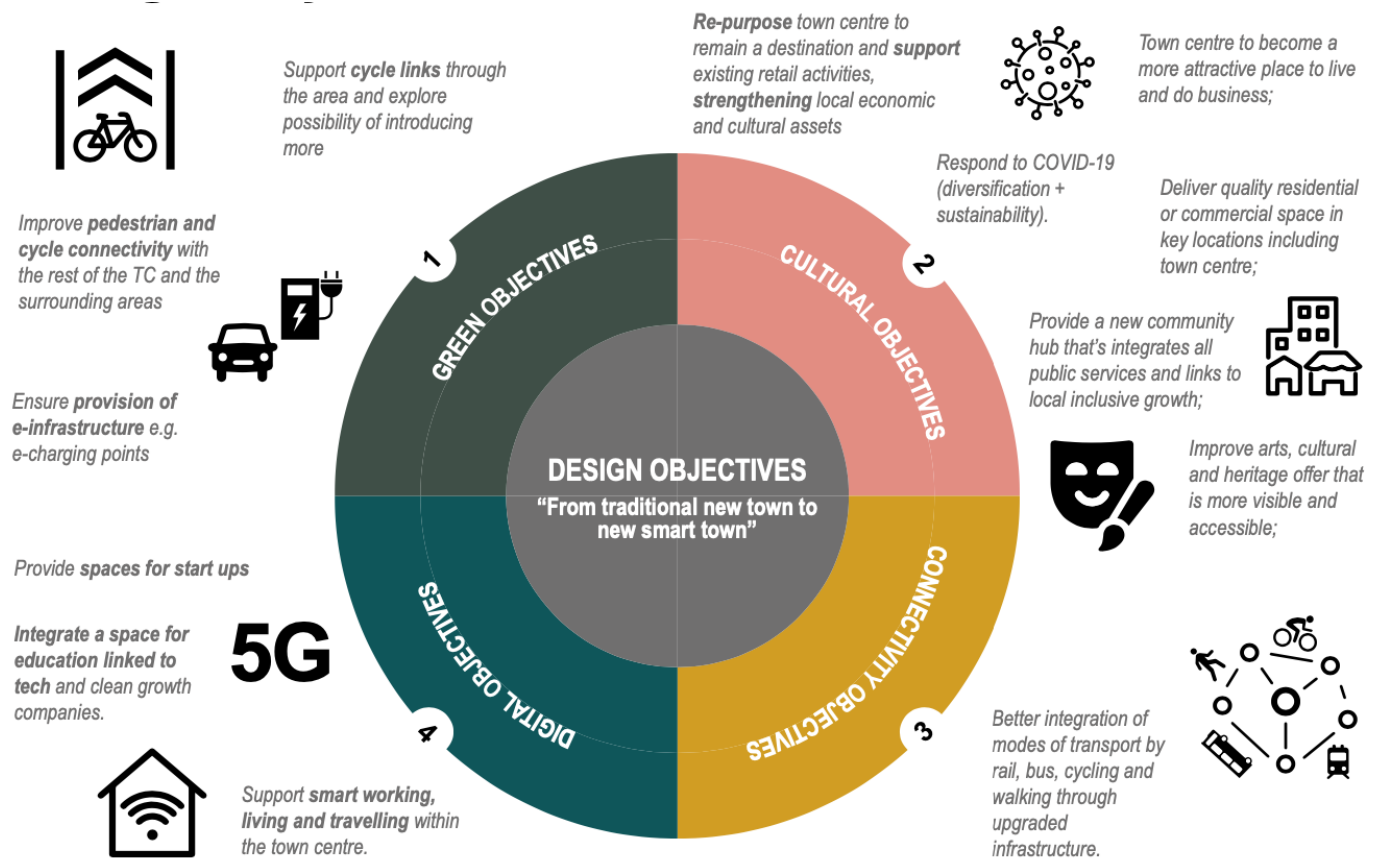 Support cycle links through
the area and explore
possibility of introducing
more
Improve pedestrian and
cycle connectivity with
the rest of the TC and the
surrounding areas
Ensure provision of
e-infrastructure e.g.
e-charging points
1
GREEN OBJECTIVES
Re-purpose town centre to
remain a destination and support
existing retail activities,
strengthening local economic
and cultural assets
Town centre to become a
more attractive place to live
and do business;
Respond to COVID-19
(diversification +
sustainability).
Deliver quality residential
or commercial space in
key locations including
town centre;
Provide a new community
hub that's integrates all
public services and links to
local inclusive growth;
Improve arts, cultural
and heritage offer that
is more visible and
accessible;
2
CULTURAL OBJECTIVES
DESIGN OBJECTIVES
“From traditional new town to
new smart town”
CONNECTIVITY OBJECTIVES
3
Better integration of
modes of transport by
rail, bus, cycling and
walking through
upgraded
infrastructure.
DIGITAL OBJECTIVES
4
Provide spaces for start ups
Integrate a space for
education linked to
tech and clean growth
companies.
5G
Support smart working,
living and travelling within
the town centre.